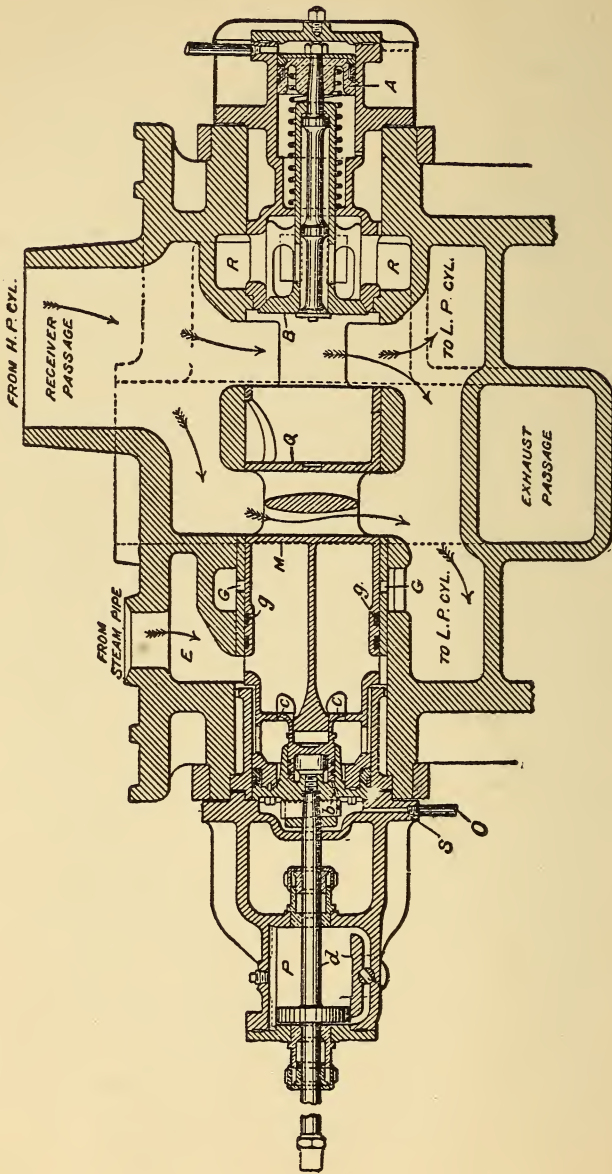 FROM H.P. CYL.
RECEIVER
PASSAGE
FROM
STEAM PIPE
E
A
R
R
B
Q
M
G
G
g
g
C
C
b
S
O
P
d
TO L.P. CYL.
TO L.P. CYL.
EXHAUST
PASSAGE